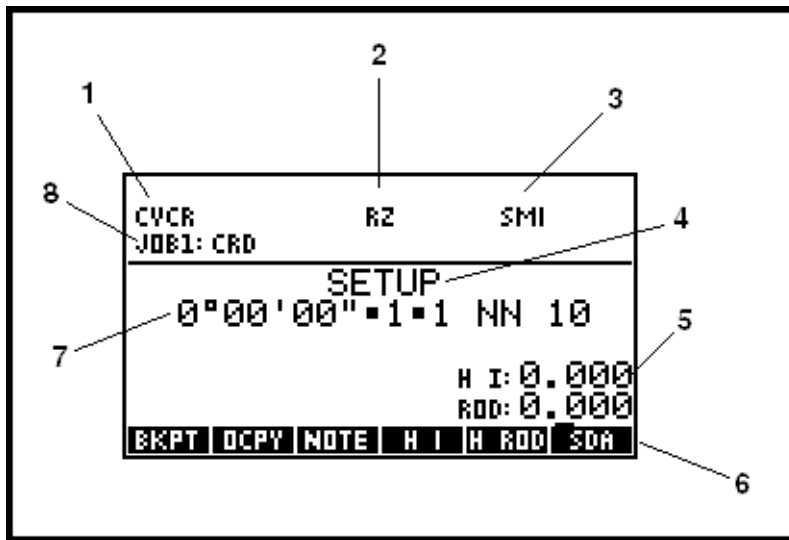 2
1
3
8
CVCR RZ SMI
JOB1: CRD
4
SETUP
0°00'00"▪1▪1 NN 10
7
5
H I: 0.000
ROD: 0.000
BKPT OCPY NOTE H I H ROD SDA
6